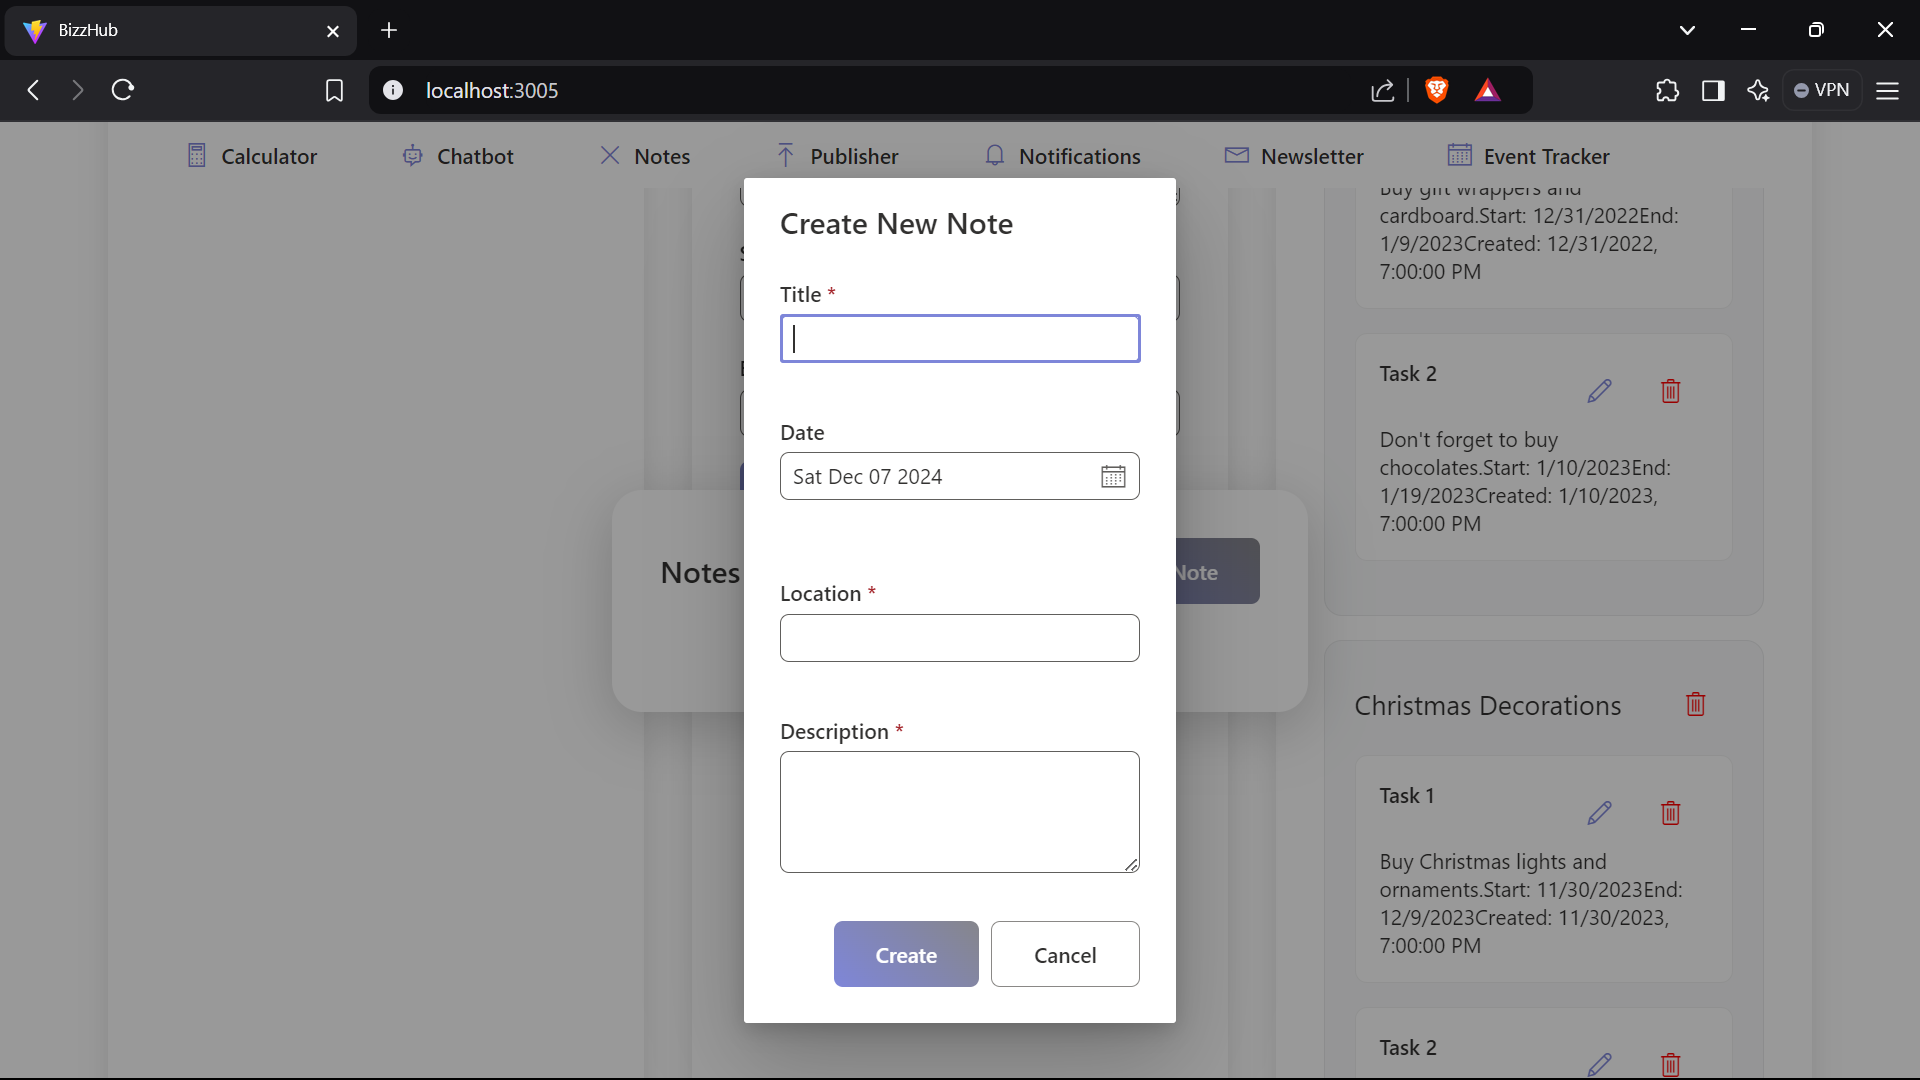 BizzHub
localhost:3005
VPN
Calculator
Chatbot
Notes
Publisher
Notifications
Newsletter
Event Tracker
Create New Note
Title *
Date
Sat Dec 07 2024
Location *
Description *
Create
Cancel
Notes
Note
Buy gift wrappers and
cardboard.Start: 12/31/2022End:
1/9/2023Created: 12/31/2022,
7:00:00 PM
Task 2
Don't forget to buy
chocolates.Start: 1/10/2023End:
1/19/2023Created: 1/10/2023,
7:00:00 PM
Christmas Decorations
Task 1
Buy Christmas lights and
ornaments.Start: 11/30/2023End:
12/9/2023Created: 11/30/2023,
7:00:00 PM
Task 2